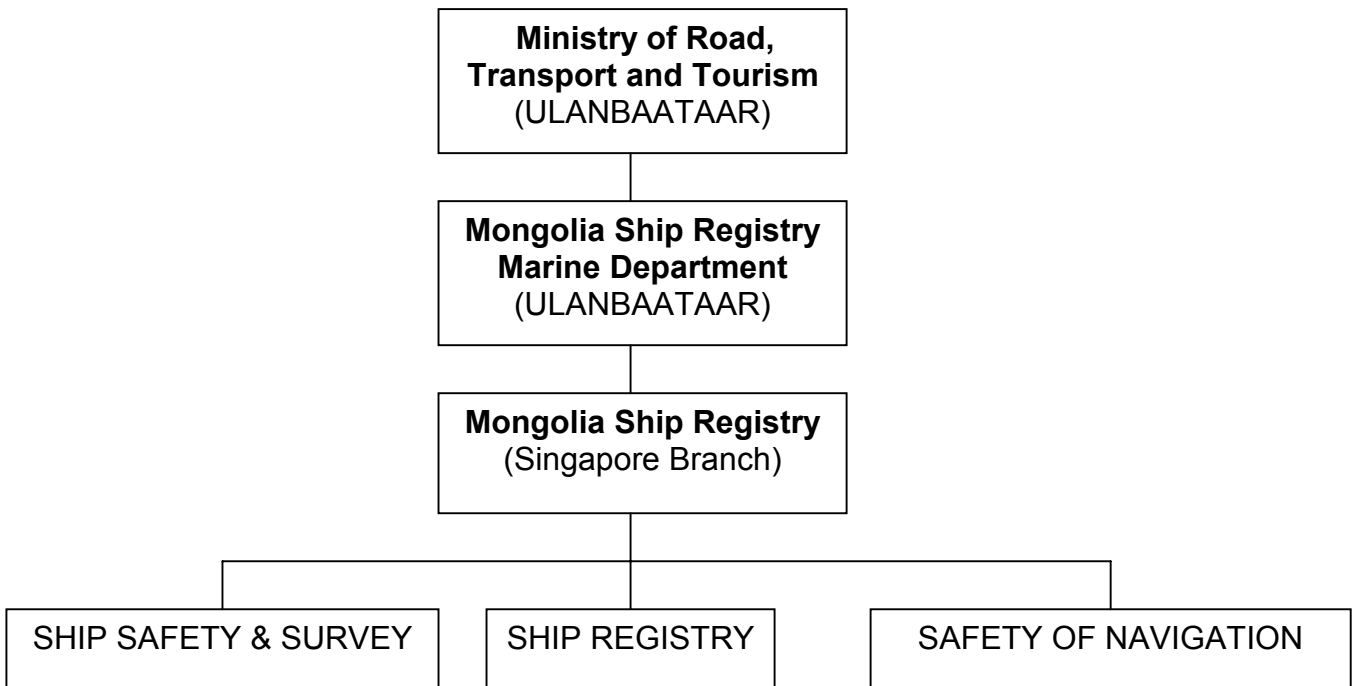 Ministry of Road,
Transport and Tourism
(ULANBAATAAR)
Mongolia Ship Registry
Marine Department
(ULANBAATAAR)
Mongolia Ship Registry
(Singapore Branch)
SHIP SAFETY & SURVEY
SHIP REGISTRY
SAFETY OF NAVIGATION